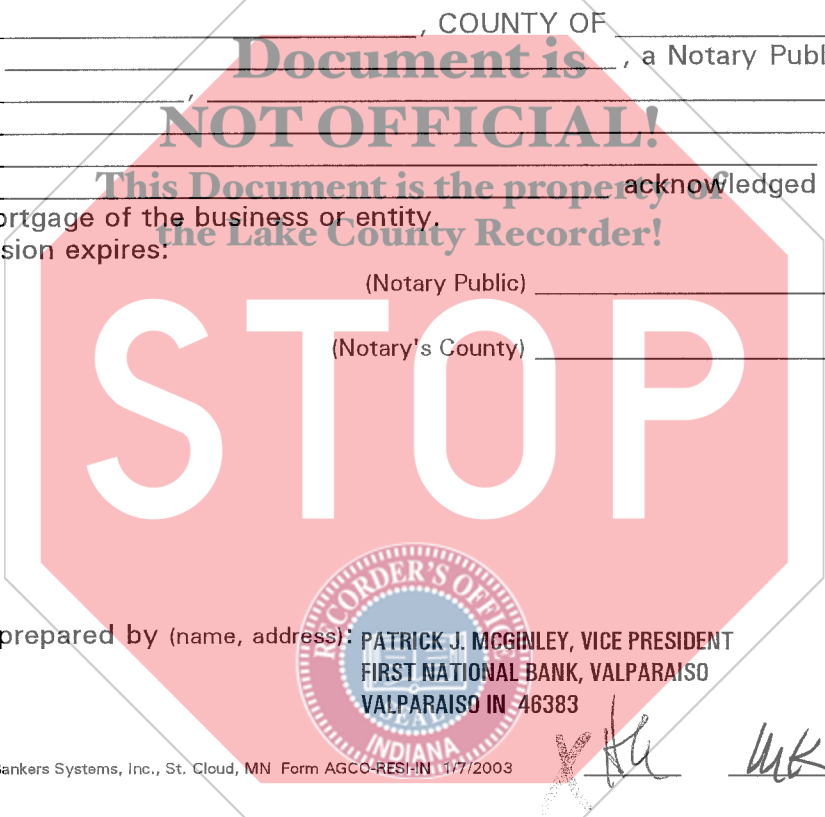 , COUNTY OF
Document is
, a Notary Publ
,
NOT OFFICIAL!
This Document is the property of
acknowledged
ortgage of the business or entity.
the Lake County Recorder!
sion expires:
(Notary Public)
(Notary's County)
STOP
RECORDER'S OFFICE
prepared by (name, address): PATRICK J. MCGINLEY, VICE PRESIDENT
FIRST NATIONAL BANK, VALPARAISO
VALPARAISO IN 46383
SEAL
INDIANA
ankers Systems, Inc., St. Cloud, MN Form AGCO-RESI-IN 1/7/2003
X